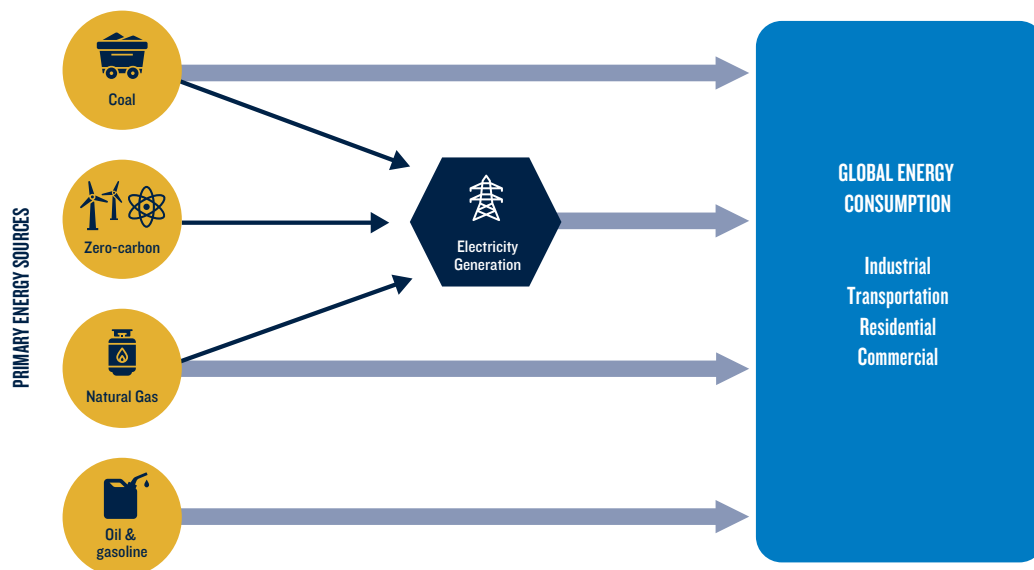 PRIMARY ENERGY SOURCES
Coal
Zero-carbon
Natural Gas
Oil &
gasoline
Electricity
Generation
GLOBAL ENERGY
CONSUMPTION
Industrial
Transportation
Residential
Commercial